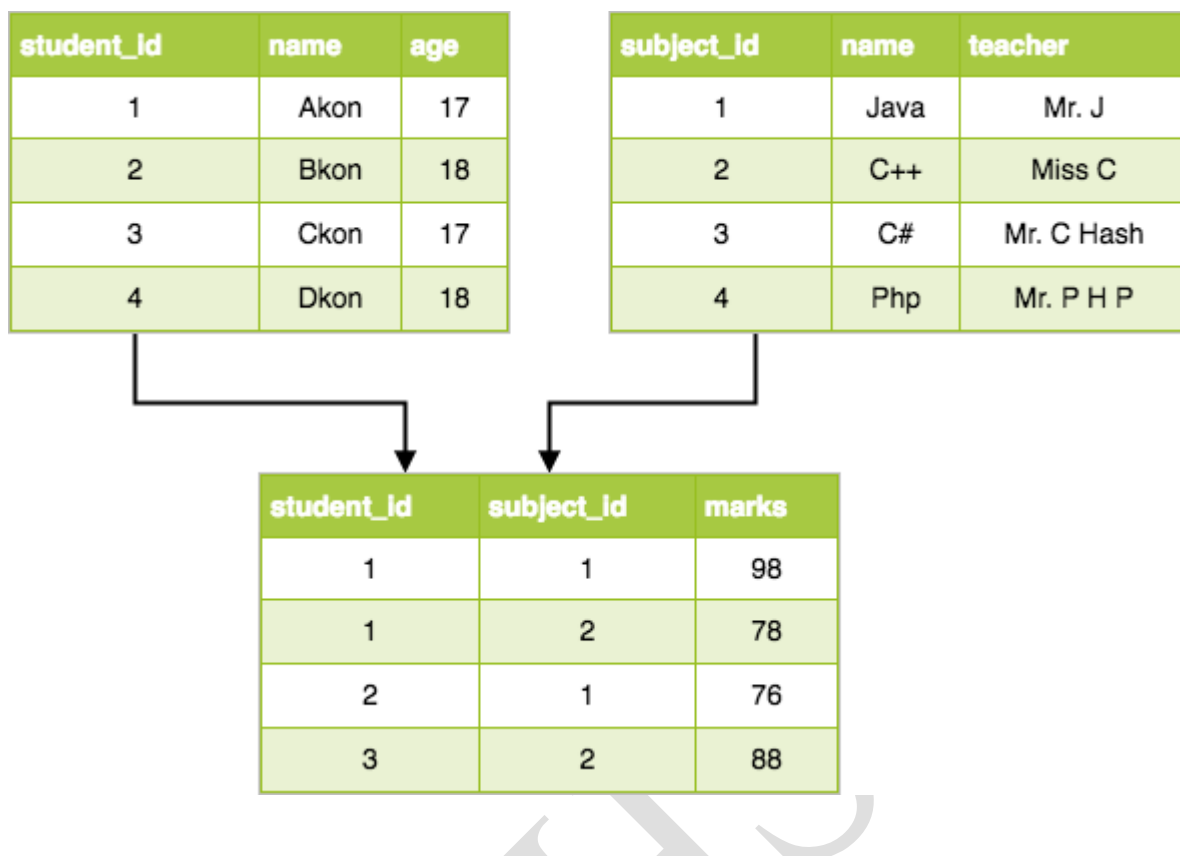 student_id name age
1 Akon 17
2 Bkon 18
3 Ckon 17
4 Dkon 18
subject_id name teacher
1 Java Mr. J
2 C++ Miss C
3 C# Mr. C Hash
4 Php Mr. P H P
student_id subject_id marks
1 1 98
1 2 78
2 1 76
3 2 88